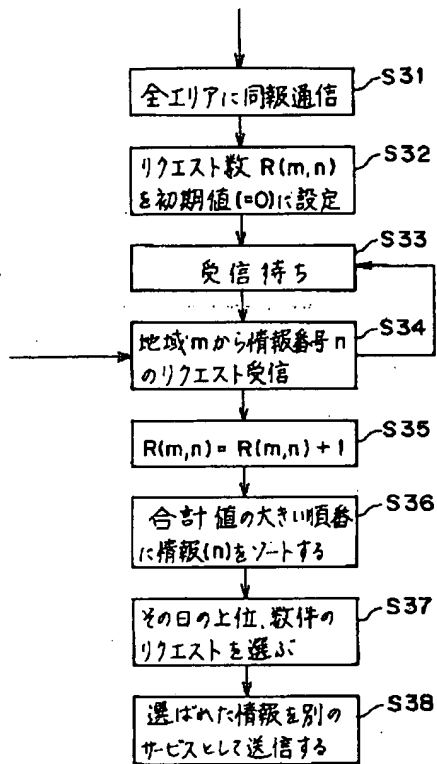 S31
全エリアに同報通信
S32
リクエスト数 R(m,n)
を初期値(=0)に設定
S33
受信待ち
S34
地域mから情報番号n
のリクエスト受信
S35
R(m,n) = R(m,n) + 1
S36
合計値の大きい順番
に情報(n)をソートする
S37
その日の上位、数件の
リクエストを選ぶ
S38
選ばれた情報を別の
サービスとして送信する